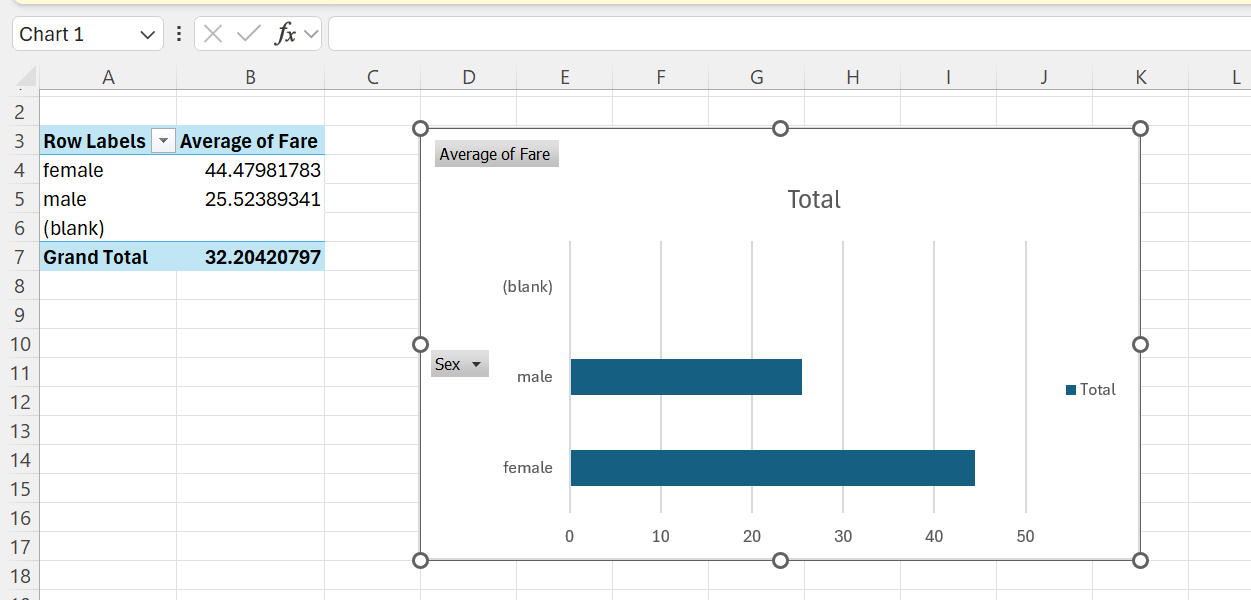 Chart 1
fx
A B C D E F G H I J K L
2
3 Row Labels Average of Fare
4 female 44.47981783
5 male 25.52389341
6 (blank)
7 Grand Total 32.20420797
8
9
10
11
12
13
14
15
16
17
18
Average of Fare
Total
(blank)
Sex
male
female
0 10 20 30 40 50
Total